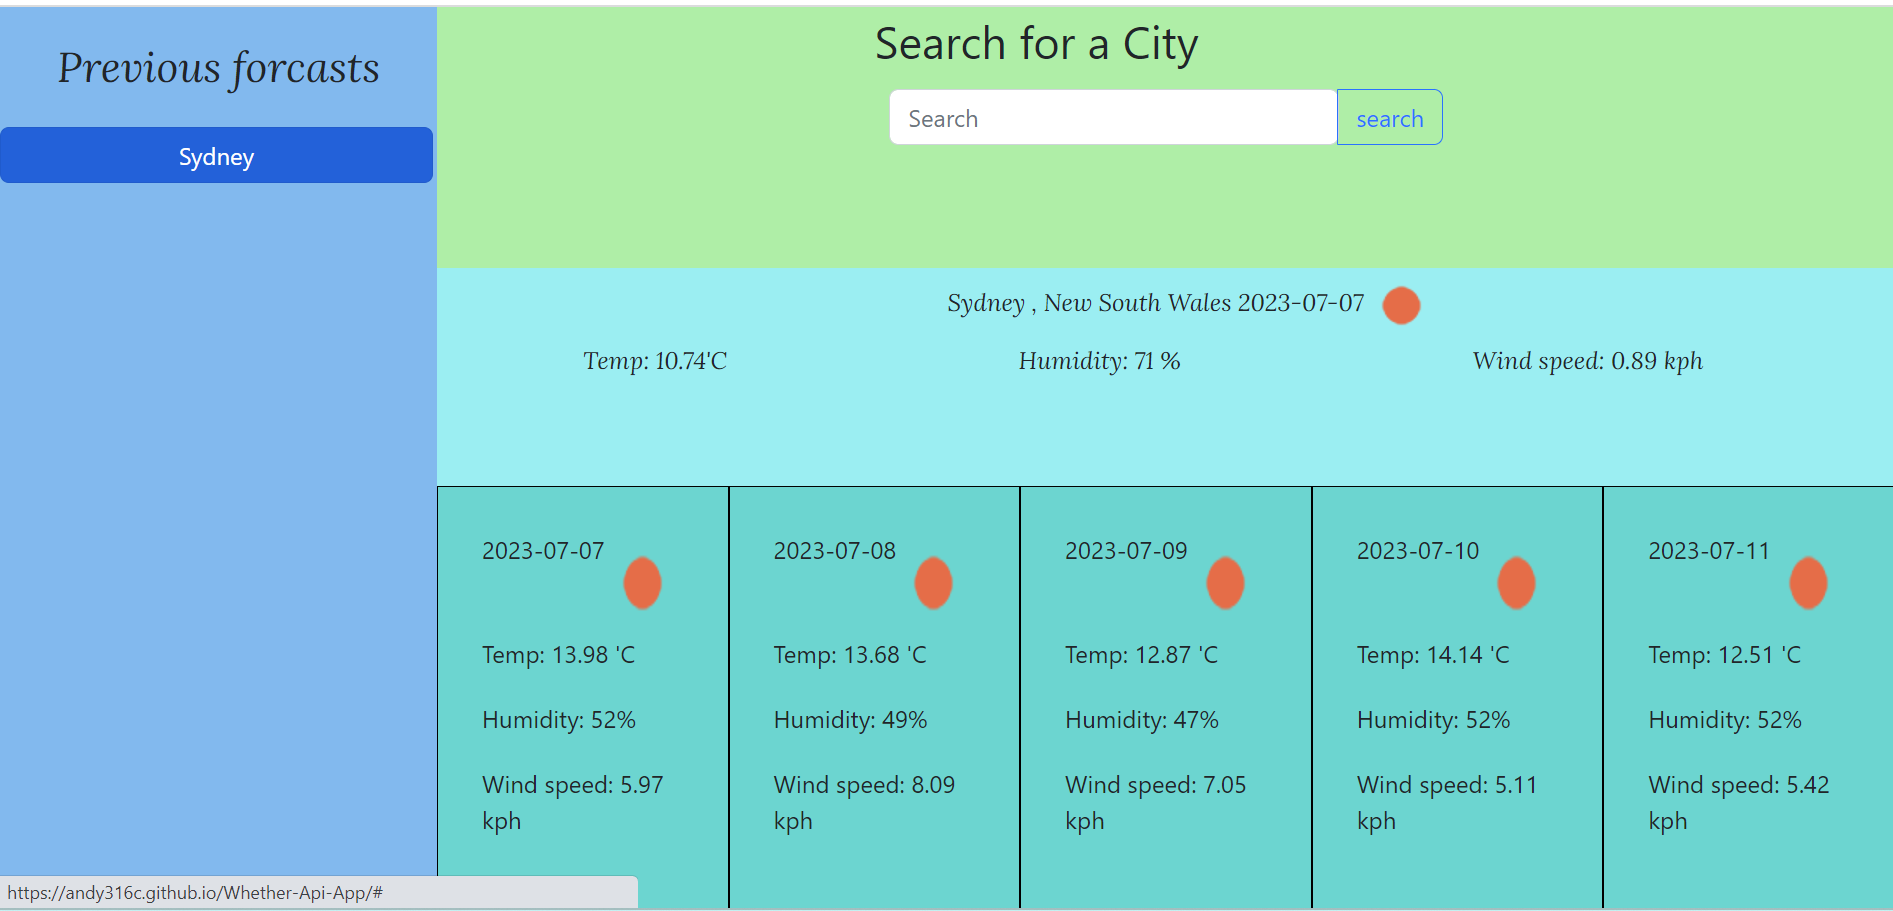 Previous forcasts
Sydney
Search for a City
Search
search
Sydney , New South Wales 2023-07-07
Temp: 10.74'C
Humidity: 71 %
Wind speed: 0.89 kph
2023-07-07
Temp: 13.98 'C
Humidity: 52%
Wind speed: 5.97
kph
2023-07-08
Temp: 13.68 'C
Humidity: 49%
Wind speed: 8.09
kph
2023-07-09
Temp: 12.87 'C
Humidity: 47%
Wind speed: 7.05
kph
2023-07-10
Temp: 14.14 'C
Humidity: 52%
Wind speed: 5.11
kph
2023-07-11
Temp: 12.51 'C
Humidity: 52%
Wind speed: 5.42
kph
https://andy316c.github.io/Whether-Api-App/#